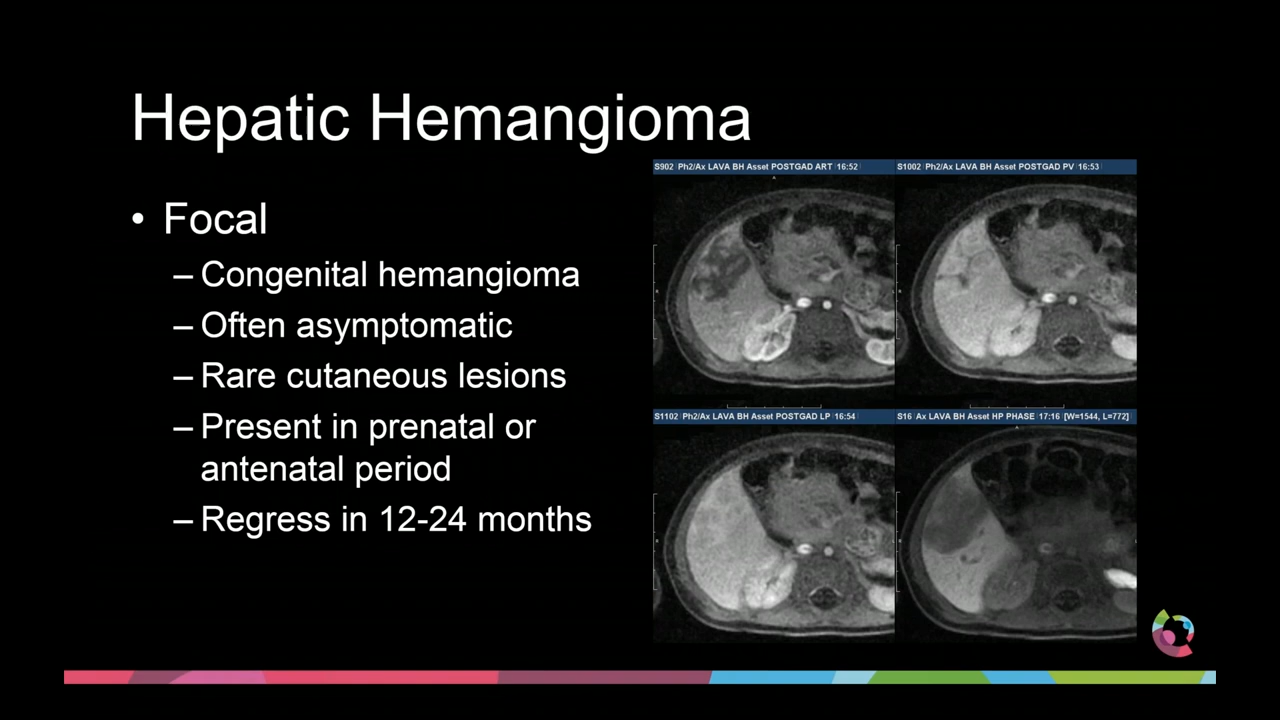 Hepatic Hemangioma
• Focal
– Congenital hemangioma
– Often asymptomatic
– Rare cutaneous lesions
– Present in prenatal or
antenatal period
– Regress in 12-24 months
S902 Ph2/Ax LAVA BH Asset POSTGAD ART 16:52
S1002 Ph2/Ax LAVA BH Asset POSTGAD PV 16:53
S1102 Ph2/Ax LAVA BH Asset POSTGAD LP 16:54
S16 Ax LAVA BH Asset HP PHASE 17:16 [W=1544, L=772]